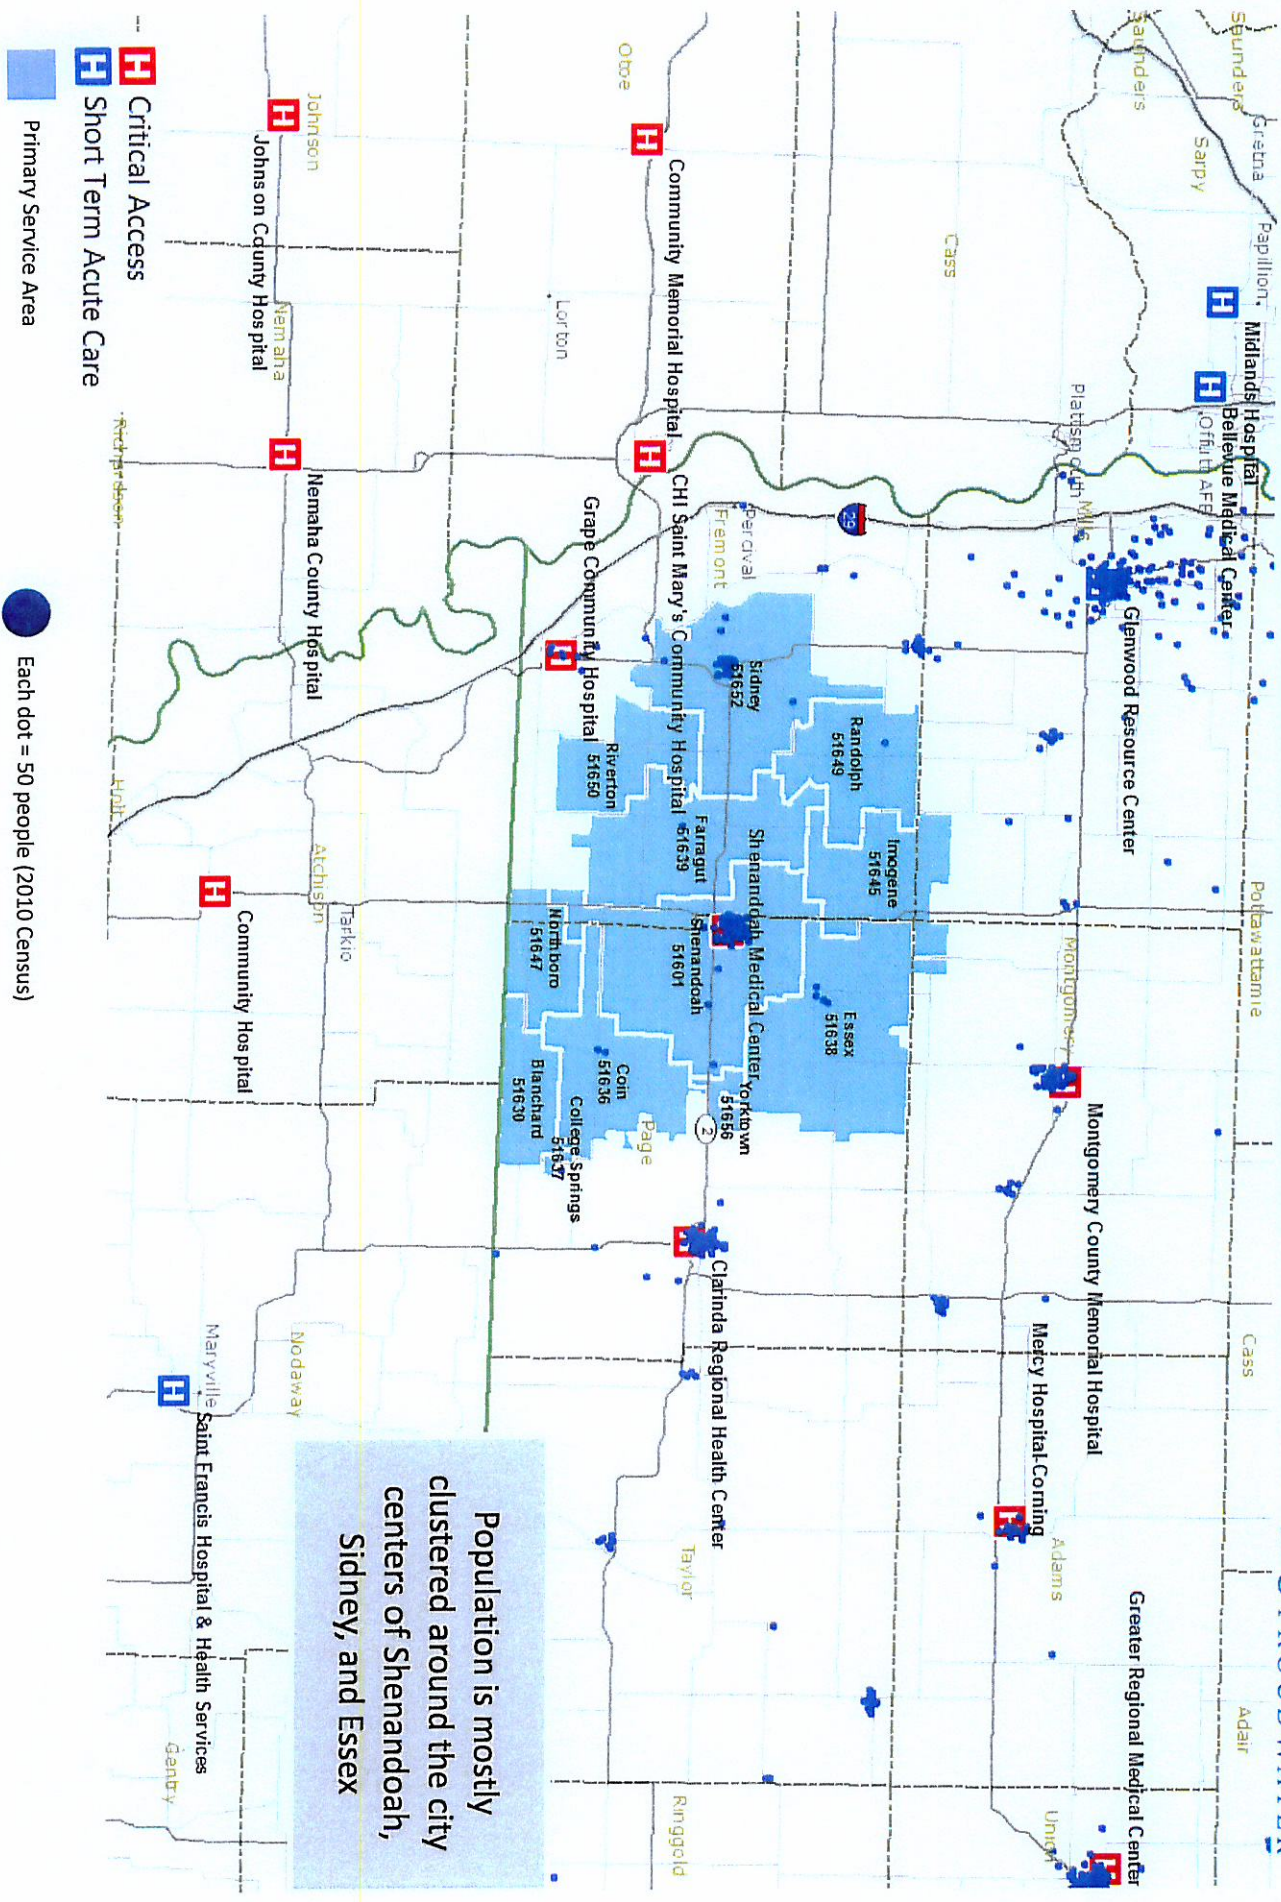 Saunders
Gretna
Papillion
Midlands Hospital
Pottawattamie
Cass
Adair
Saunders
Sarpy
Bellevue Medical Center
Offutt AFB
Glenwood Resource Center
Greater Regional Medical Center
Plattsmouth
Mills
Montgomery
Montgomery County Memorial Hospital
Mercy Hospital-Corning
Adams
Union
Cass
29
Imogene
51645
Randolph
51649
Essex
51638
Percival
Fremont
Sidney
51652
Shenandoah Medical Center
Yorktown
51656
2
Clarinda Regional Health Center
Community Memorial Hospital
CHI Saint Mary's Community Hospital
Farragut
51639
Shenandoah
51601
Taylor
Ringgold
Otoe
Page
Grape Community Hospital
Riverton
51650
Coin
51636
College Springs
51637
Lorton
Northboro
51647
Blanchard
51630
Johnson
Nemaha
Johnson County Hospital
Nemaha County Hospital
Atchison
Tarkio
Community Hospital
Nodaway
Maryville
Saint Francis Hospital & Health Services
Gentry
Richardson
Holt
Population is mostly
clustered around the city
centers of Shenandoah,
Sidney, and Essex
H Critical Access
H Short Term Acute Care
Primary Service Area
Each dot = 50 people (2010 Census)